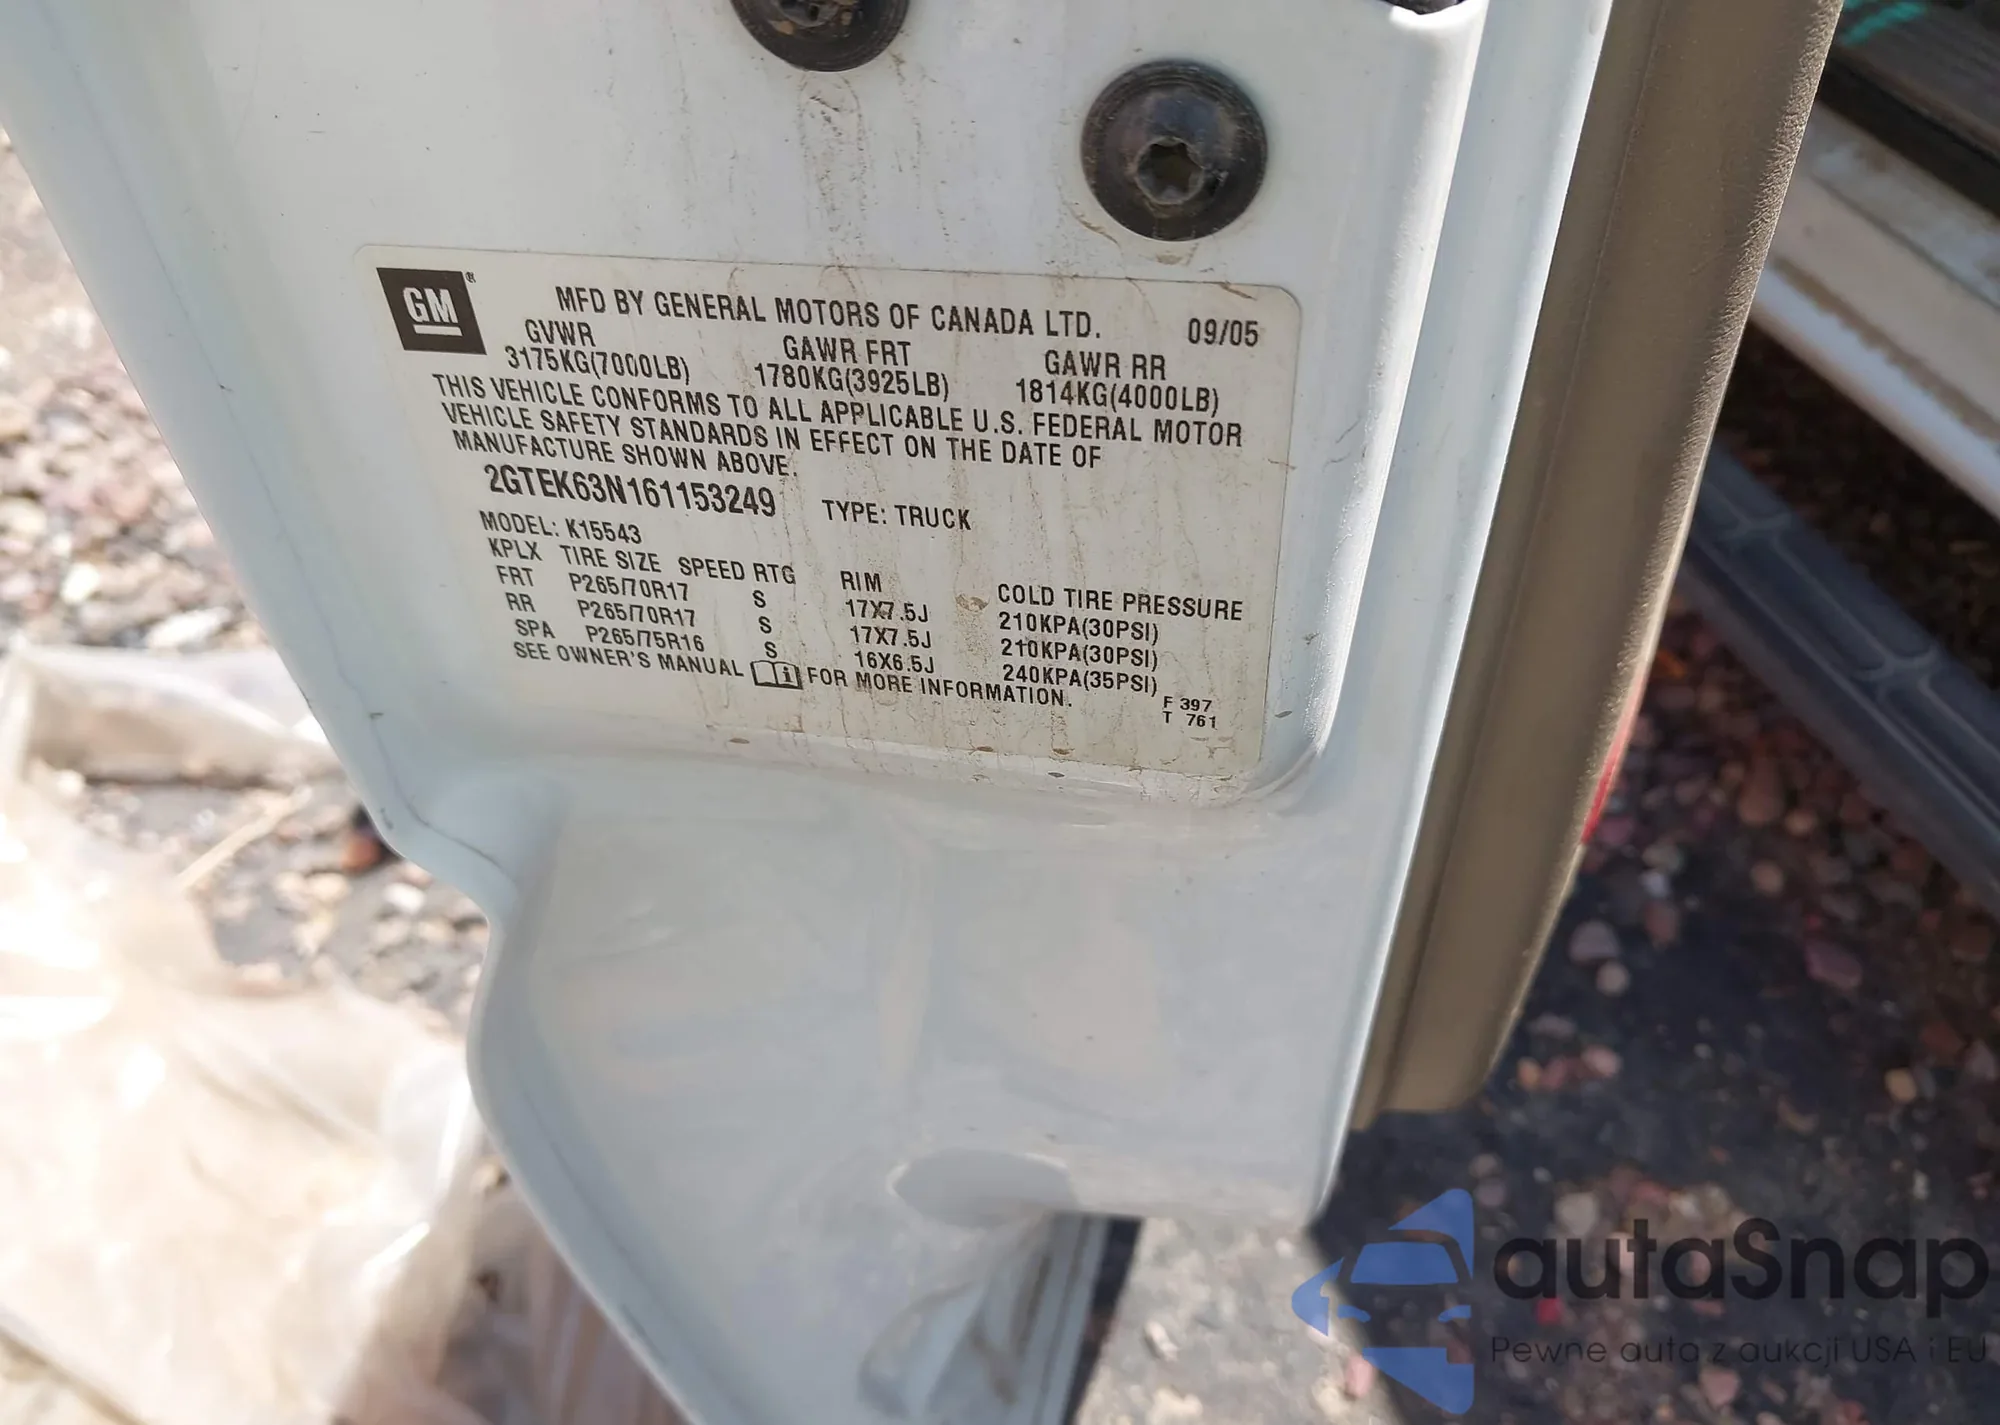 GM
MFD BY GENERAL MOTORS OF CANADA LTD. 09/05
GVWR GAWR FRT GAWR RR
3175KG(7000LB) 1780KG(3925LB) 1814KG(4000LB)
THIS VEHICLE CONFORMS TO ALL APPLICABLE U.S. FEDERAL MOTOR
VEHICLE SAFETY STANDARDS IN EFFECT ON THE DATE OF
MANUFACTURE SHOWN ABOVE.
2GTEK63N161153249 TYPE: TRUCK
MODEL: K15543
KPLX TIRE SIZE SPEED RTG RIM COLD TIRE PRESSURE
FRT P265/70R17 S 17X7.5J 210KPA(30PSI)
RR P265/70R17 S 17X7.5J 210KPA(30PSI)
SPA P265/75R16 S 16X6.5J 240KPA(35PSI)
SEE OWNER'S MANUAL i FOR MORE INFORMATION.
F 397
T 761
autaSnap
Pewne auta z aukcji USA i EU